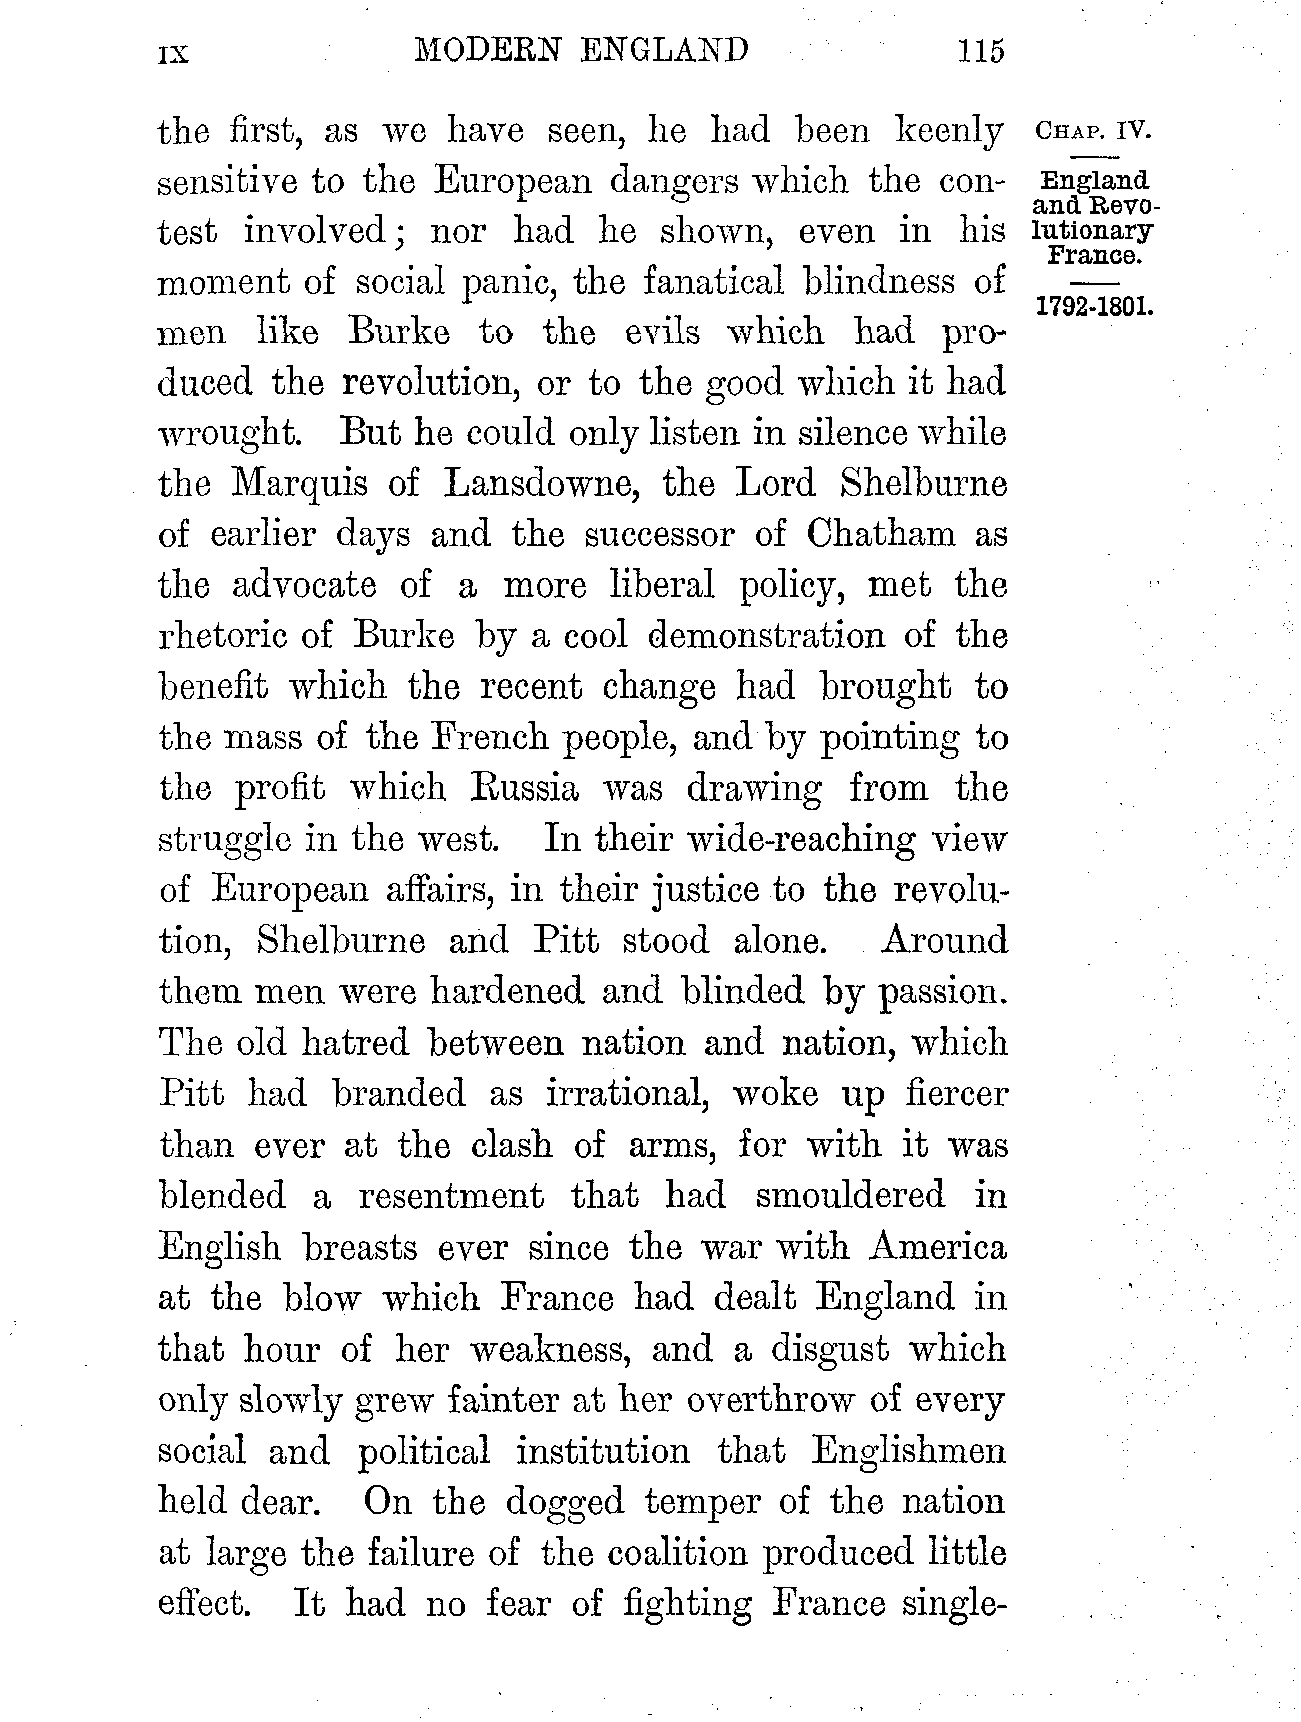 IX MODERN ENGLAND 115
the first, as we have seen, he had been keenly
sensitive to the European dangers which the con-
test involved; nor had he shown, even in his
moment of social panic, the fanatical blindness of
men like Burke to the evils which had pro-
duced the revolution, or to the good which it had
wrought. But he could only listen in silence while
the Marquis of Lansdowne, the Lord Shelburne
of earlier days and the successor of Chatham as
the advocate of a more liberal policy, met the
rhetoric of Burke by a cool demonstration of the
benefit which the recent change had brought to
the mass of the French people, and by pointing to
the profit which Russia was drawing from the
struggle in the west. In their wide-reaching view
of European affairs, in their justice to the revolu-
tion, Shelburne and Pitt stood alone. Around
them men were hardened and blinded by passion.
The old hatred between nation and nation, which
Pitt had branded as irrational, woke up fiercer
than ever at the clash of arms, for with it was
blended a resentment that had smouldered in
English breasts ever since the war with America
at the blow which France had dealt England in
that hour of her weakness, and a disgust which
only slowly grew fainter at her overthrow of every
social and political institution that Englishmen
held dear. On the dogged temper of the nation
at large the failure of the coalition produced little
effect. It had no fear of fighting France single-
CHAP. IV.
England
and Revo-
lutionary
France.
1792-1801.